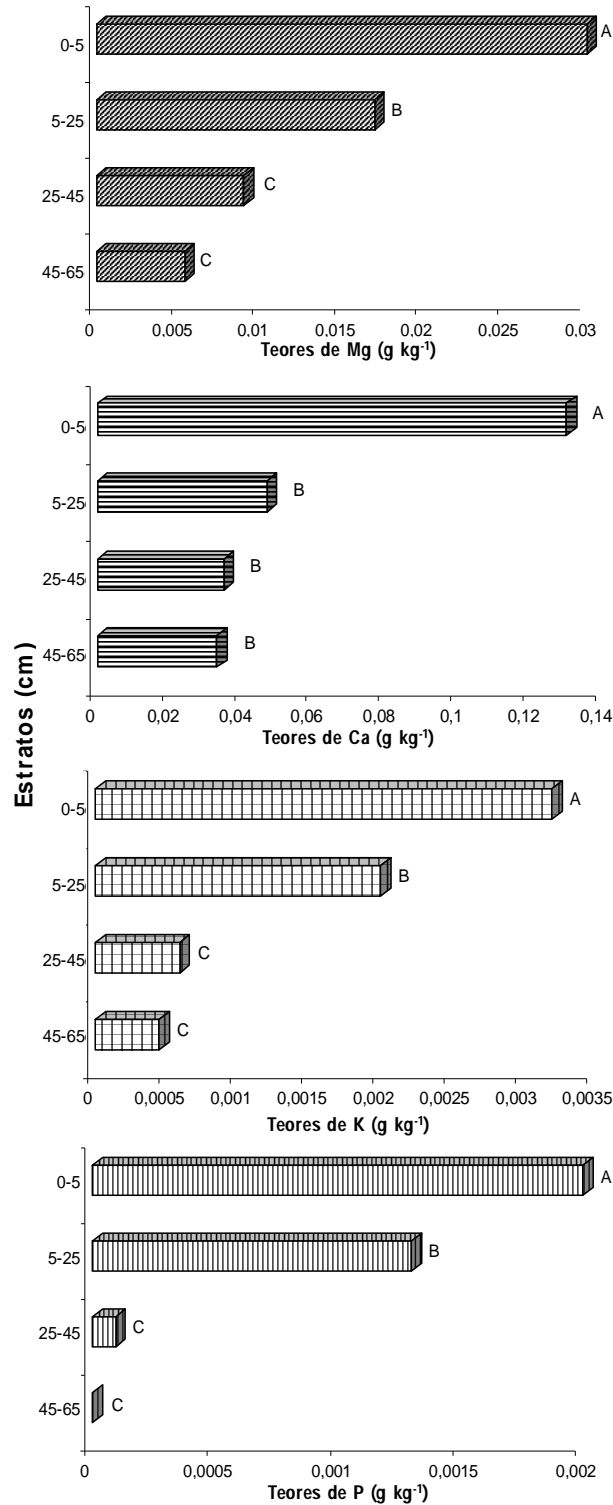 0-5
A
5-25
B
25-45
C
45-65
C
0 0,005 0,01 0,015 0,02 0,025 0,03
Teores de Mg (g kg⁻¹)
0-5
A
5-25
B
25-45
B
45-65
B
0 0,02 0,04 0,06 0,08 0,1 0,12 0,14
Teores de Ca (g kg⁻¹)
Estratos (cm)
0-5
A
5-25
B
25-45
C
45-65
C
0 0,0005 0,001 0,0015 0,002 0,0025 0,003 0,0035
Teores de K (g kg⁻¹)
0-5
A
5-25
B
25-45
C
45-65
C
0 0,0005 0,001 0,0015 0,002
Teores de P (g kg⁻¹)